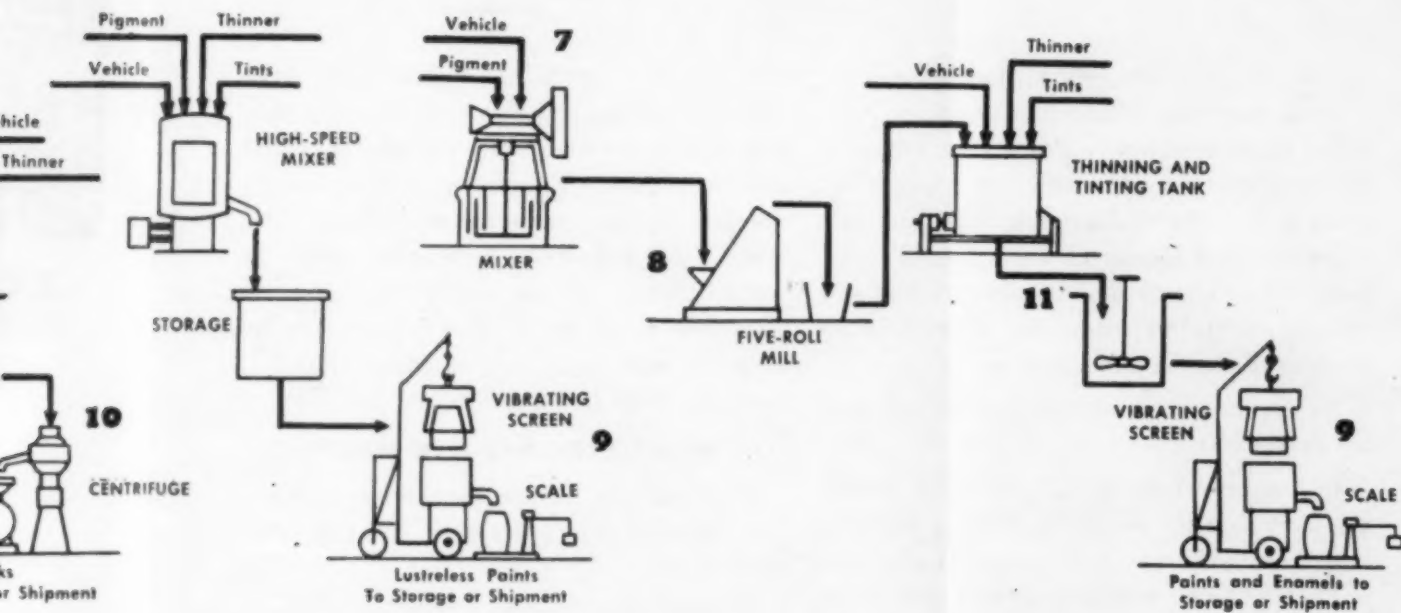 Pigment
Thinner
Vehicle
Tints
HIGH-SPEED
MIXER
Thinner
STORAGE
10
CENTRIFUGE
or Shipment
VIBRATING
SCREEN
9
SCALE
Lustreless Paints
To Storage or Shipment
Vehicle
7
Pigment
MIXER
8
FIVE-ROLL
MILL
Vehicle
Thinner
Tints
THINNING AND
TINTING TANK
11
VIBRATING
SCREEN
9
SCALE
Paints and Enamels to
Storage or Shipment